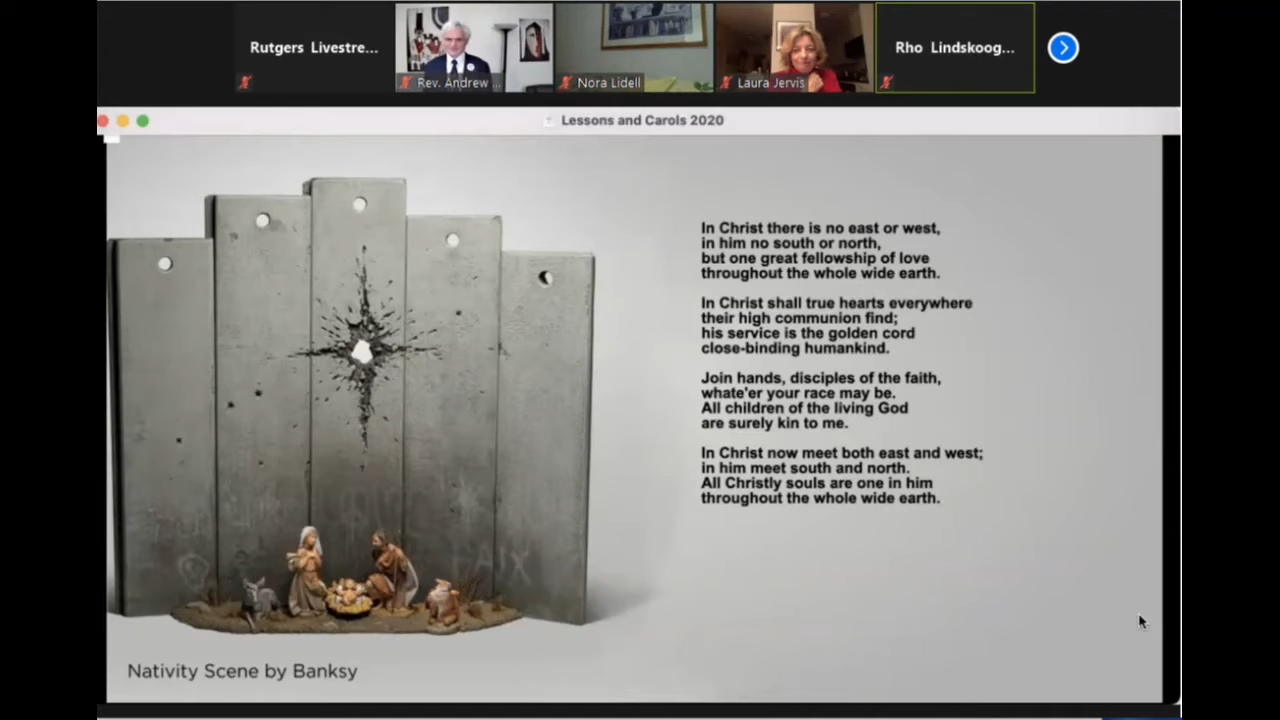 Rutgers Livestre...
Rev. Andrew ...
Nora Lidell
Laura Jervis
Rho Lindskoog...
Lessons and Carols 2020
In Christ there is no east or west,
in him no south or north,
but one great fellowship of love
throughout the whole wide earth.
In Christ shall true hearts everywhere
their high communion find;
his service is the golden cord
close-binding humankind.
Join hands, disciples of the faith,
whate'er your race may be.
All children of the living God
are surely kin to me.
In Christ now meet both east and west;
in him meet south and north.
All Christly souls are one in him
throughout the whole wide earth.
PAIX
Nativity Scene by Banksy